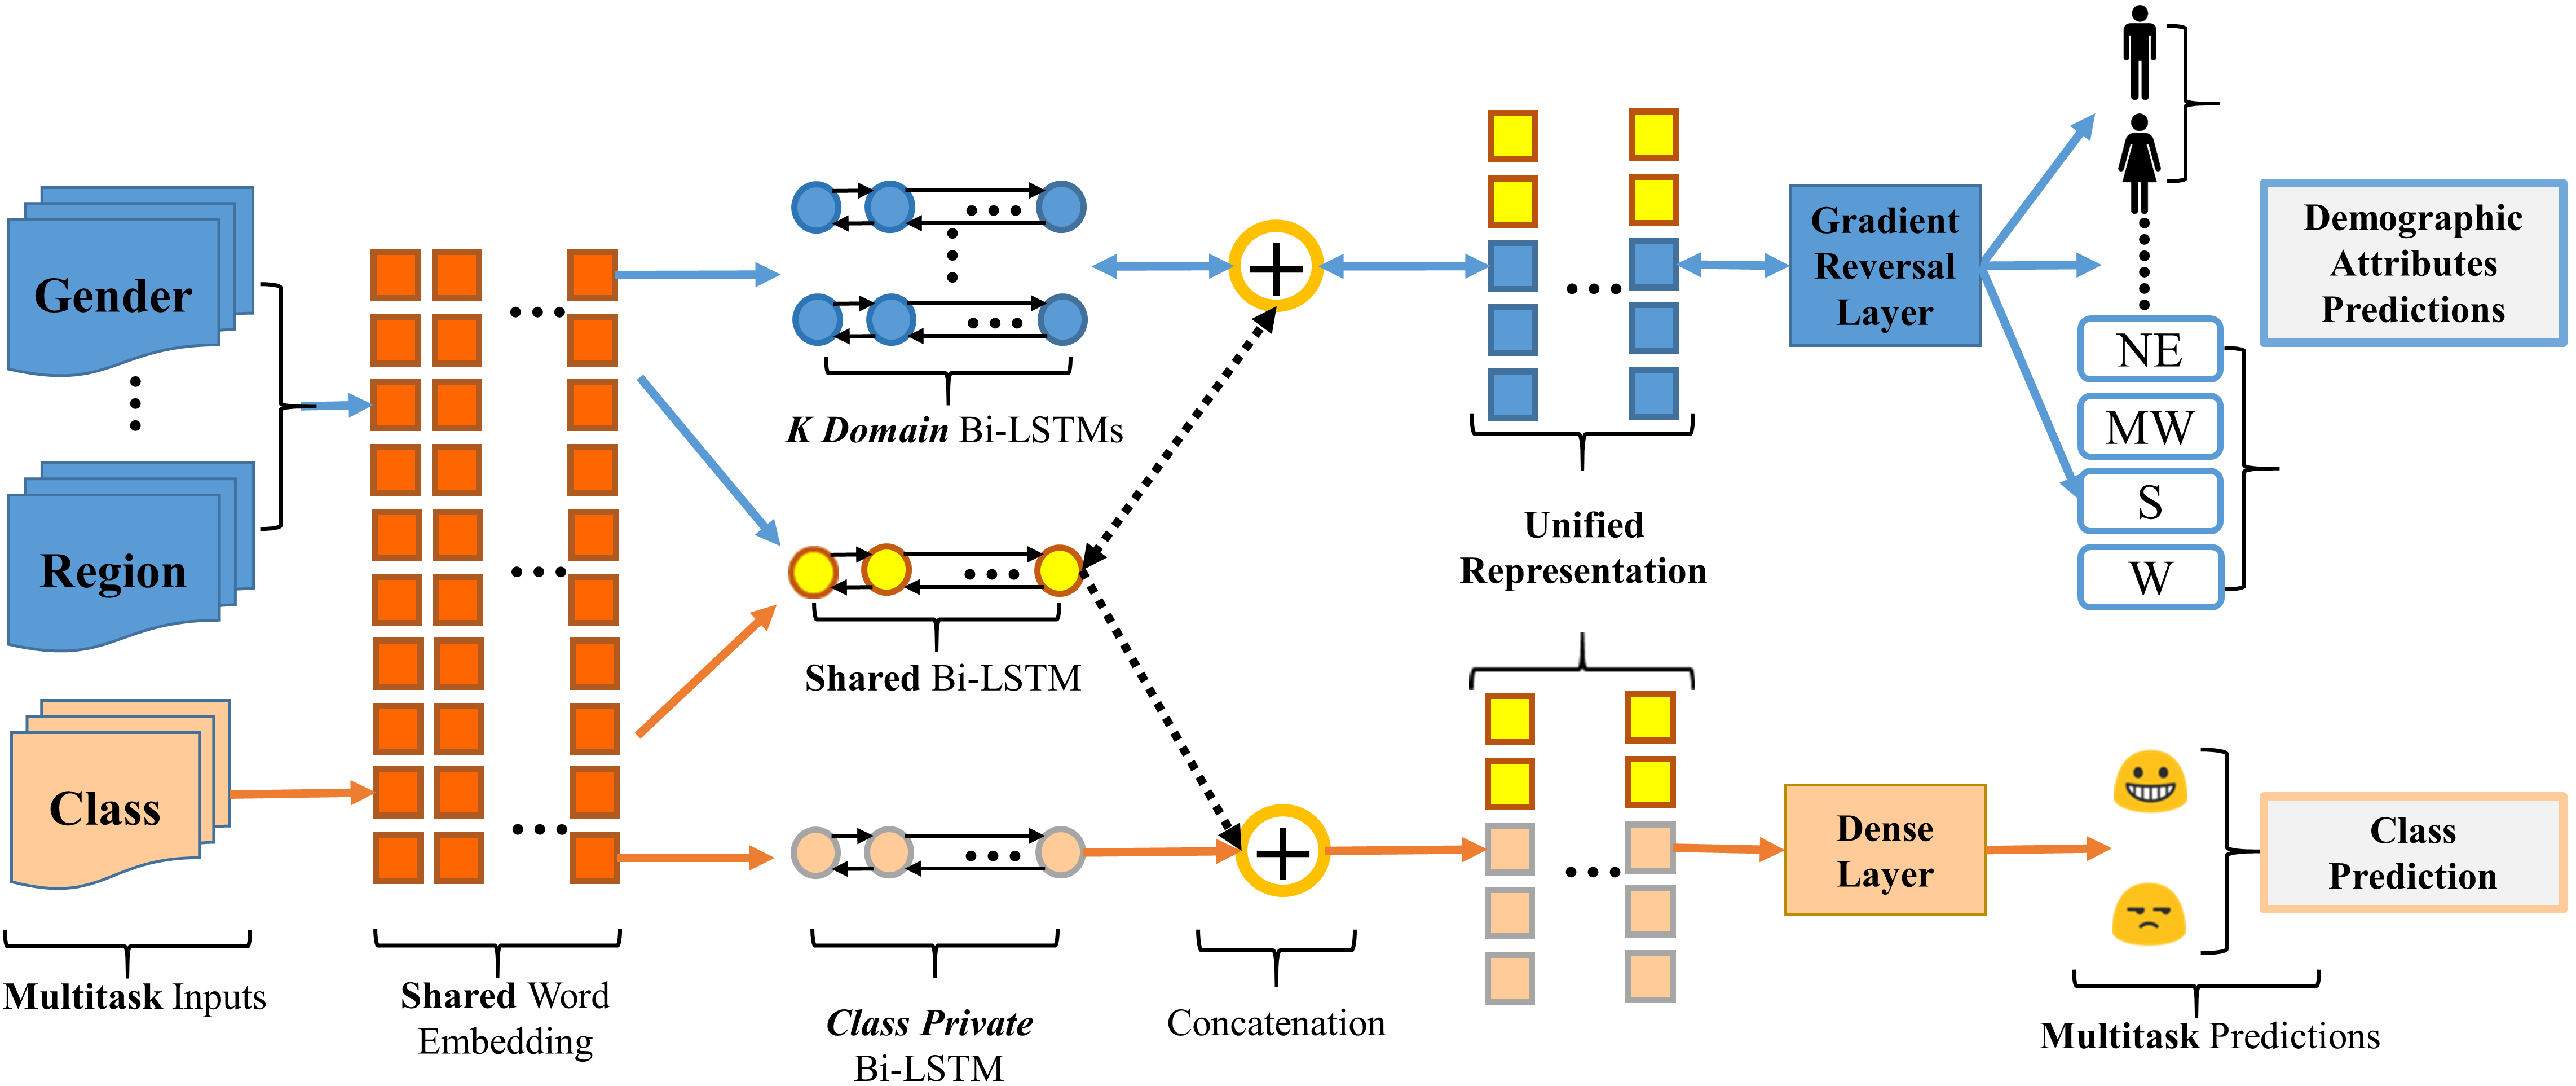 Gender
Region
Class
Multitask Inputs
Shared Word
Embedding
K Domain Bi-LSTMs
Shared Bi-LSTM
Class Private
Bi-LSTM
Concatenation
Unified
Representation
Gradient
Reversal
Layer
Dense
Layer
NE
MW
S
W
Demographic
Attributes
Predictions
Class
Prediction
Multitask Predictions